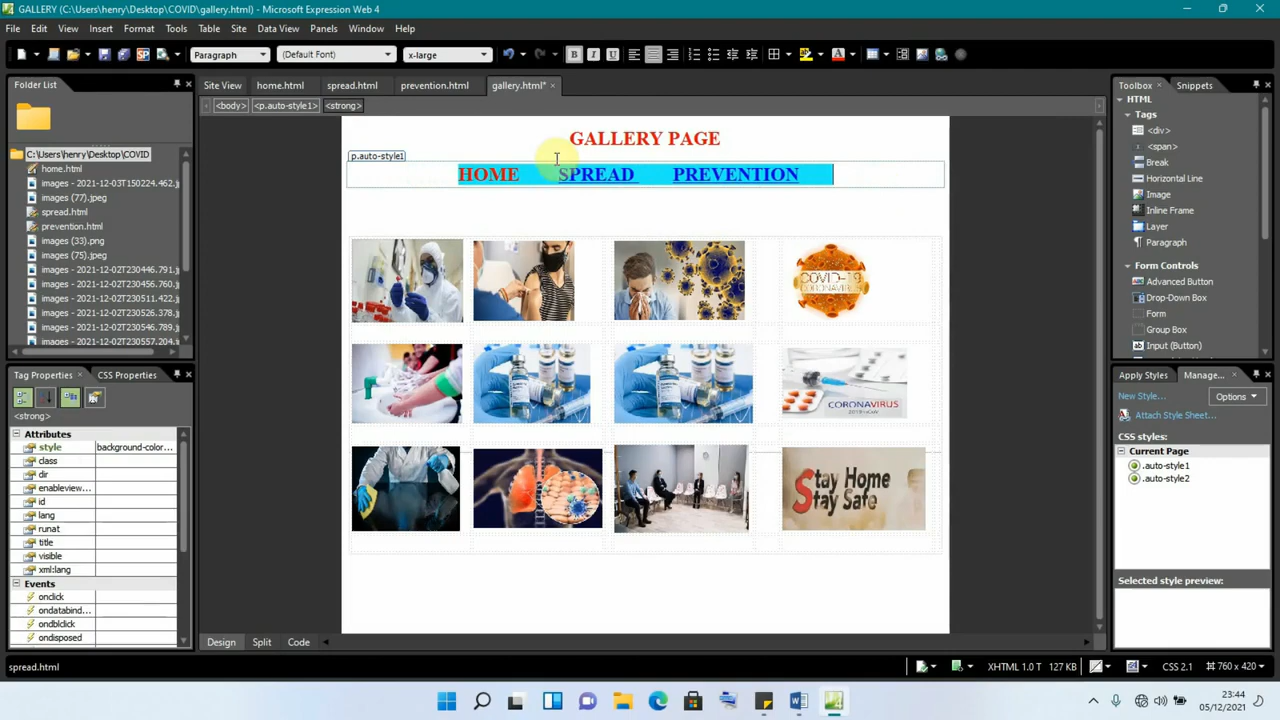 GALLERY (C:\Users\henry\Desktop\COVID\gallery.html) - Microsoft Expression Web 4
File Edit View Insert Format Tools Table Site Data View Panels Window Help
Paragraph (Default Font) x-large B I U A
Folder List
Site View home.html spread.html prevention.html gallery.html*
<body> <p.auto-style1> <strong>
C:\Users\henry\Desktop\COVID
home.html
images - 2021-12-03T150224.462.j
images (77).jpeg
spread.html
prevention.html
images (33).png
images (75).jpeg
images - 2021-12-02T230446.791.j
images - 2021-12-02T230456.760.j
images - 2021-12-02T230511.422.j
images - 2021-12-02T230526.378.j
images - 2021-12-02T230546.789.j
images - 2021-12-02T230557.204.j
Tag Properties CSS Properties
<strong>
Attributes
style background-color...
class
dir
enableview...
id
lang
runat
title
visible
xml:lang
Events
onclick
ondatabind...
ondblclick
ondisposed
GALLERY PAGE
p.auto-style1
HOME SPREAD PREVENTION
COVID-19
CORONAVIRUS
CORONAVIRUS
Stay Home
Stay Safe
Design Split Code
Toolbox Snippets
HTML
Tags
<div>
<span>
Break
Horizontal Line
Image
Inline Frame
Layer
Paragraph
Form Controls
Advanced Button
Drop-Down Box
Form
Group Box
Input (Button)
Apply Styles Manage...
New Style... Options
Attach Style Sheet...
CSS styles:
Current Page
.auto-style1
.auto-style2
Selected style preview:
spread.html XHTML 1.0 T 127 KB CSS 2.1 760 x 420
23:44
05/12/2021